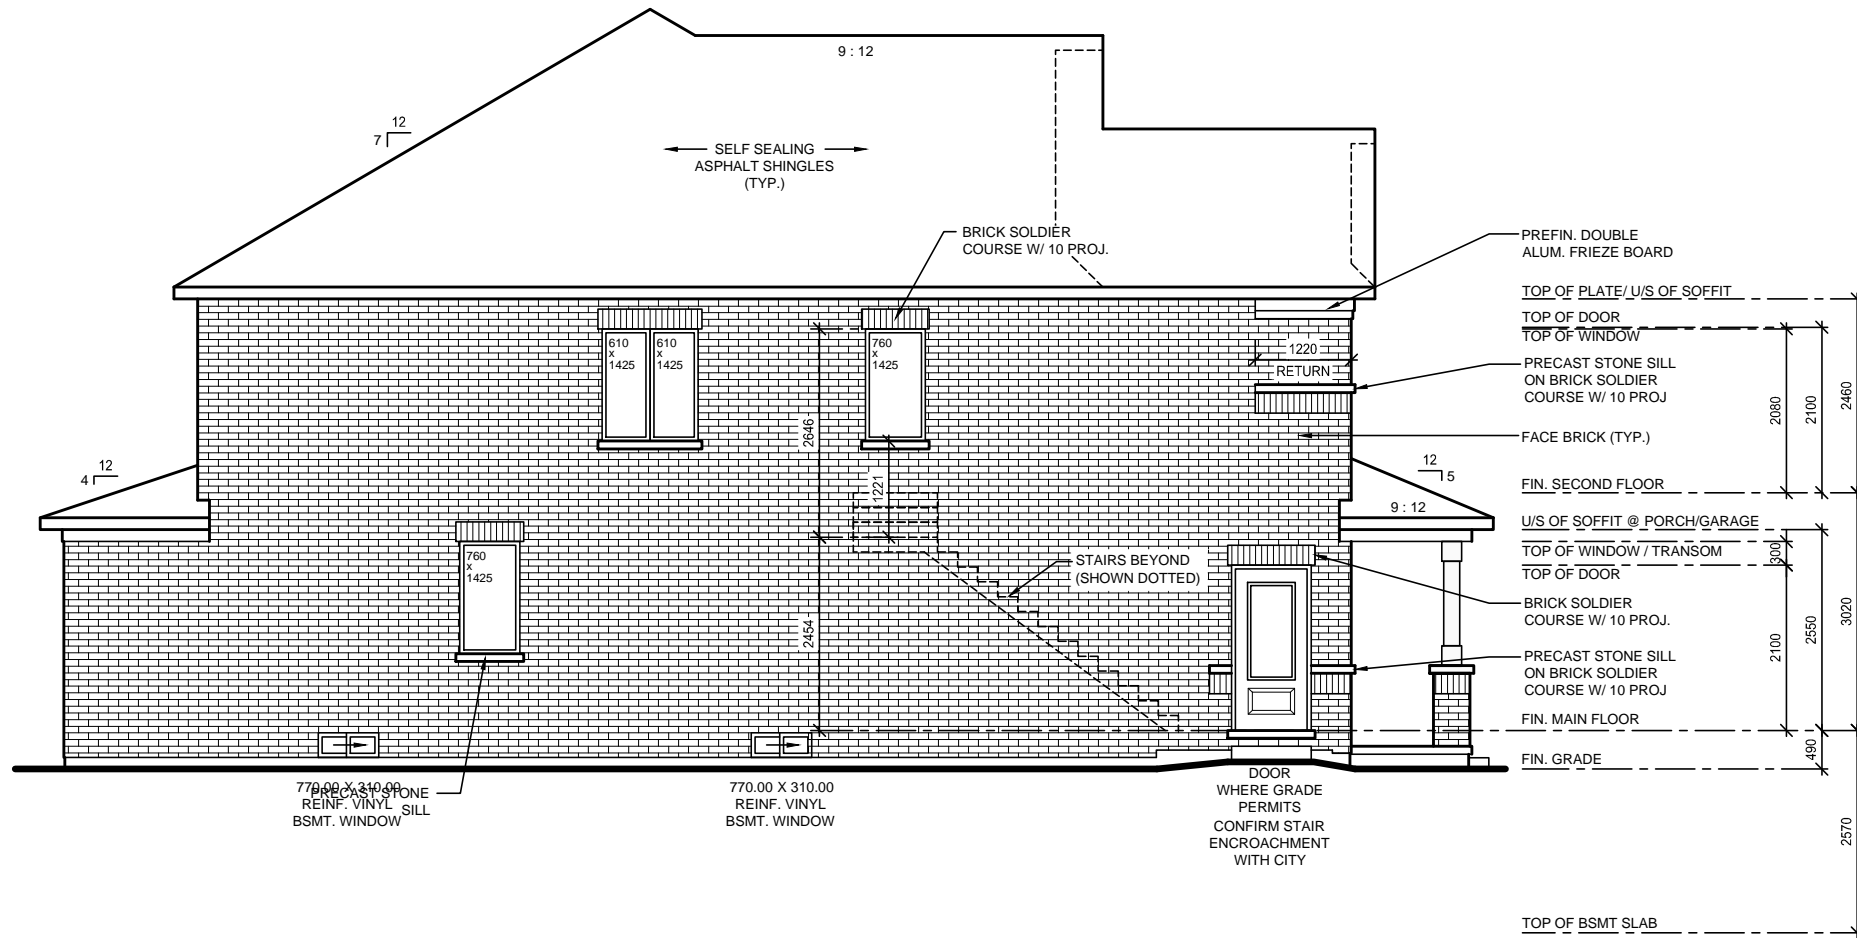 9 : 12
12
7
SELF SEALING
ASPHALT SHINGLES
(TYP.)
BRICK SOLDIER
COURSE W/ 10 PROJ.
PREFIN. DOUBLE
ALUM. FRIEZE BOARD
TOP OF PLATE/ U/S OF SOFFIT
TOP OF DOOR
TOP OF WINDOW
610
x
1425
610
x
1425
760
x
1425
1220
RETURN
PRECAST STONE SILL
ON BRICK SOLDIER
COURSE W/ 10 PROJ
2080
2100
2460
2646
FACE BRICK (TYP.)
12
4
12
5
1221
FIN. SECOND FLOOR
9 : 12
U/S OF SOFFIT @ PORCH/GARAGE
TOP OF WINDOW / TRANSOM
300
TOP OF DOOR
760
x
1425
STAIRS BEYOND
(SHOWN DOTTED)
BRICK SOLDIER
COURSE W/ 10 PROJ.
2454
2100
2550
3020
PRECAST STONE SILL
ON BRICK SOLDIER
COURSE W/ 10 PROJ
FIN. MAIN FLOOR
490
FIN. GRADE
770.00 X 310.00
REINF. VINYL
BSMT. WINDOW
PRECAST STONE
SILL
770.00 X 310.00
REINF. VINYL
BSMT. WINDOW
DOOR
WHERE GRADE
PERMITS
CONFIRM STAIR
ENCROACHMENT
WITH CITY
2570
TOP OF BSMT SLAB